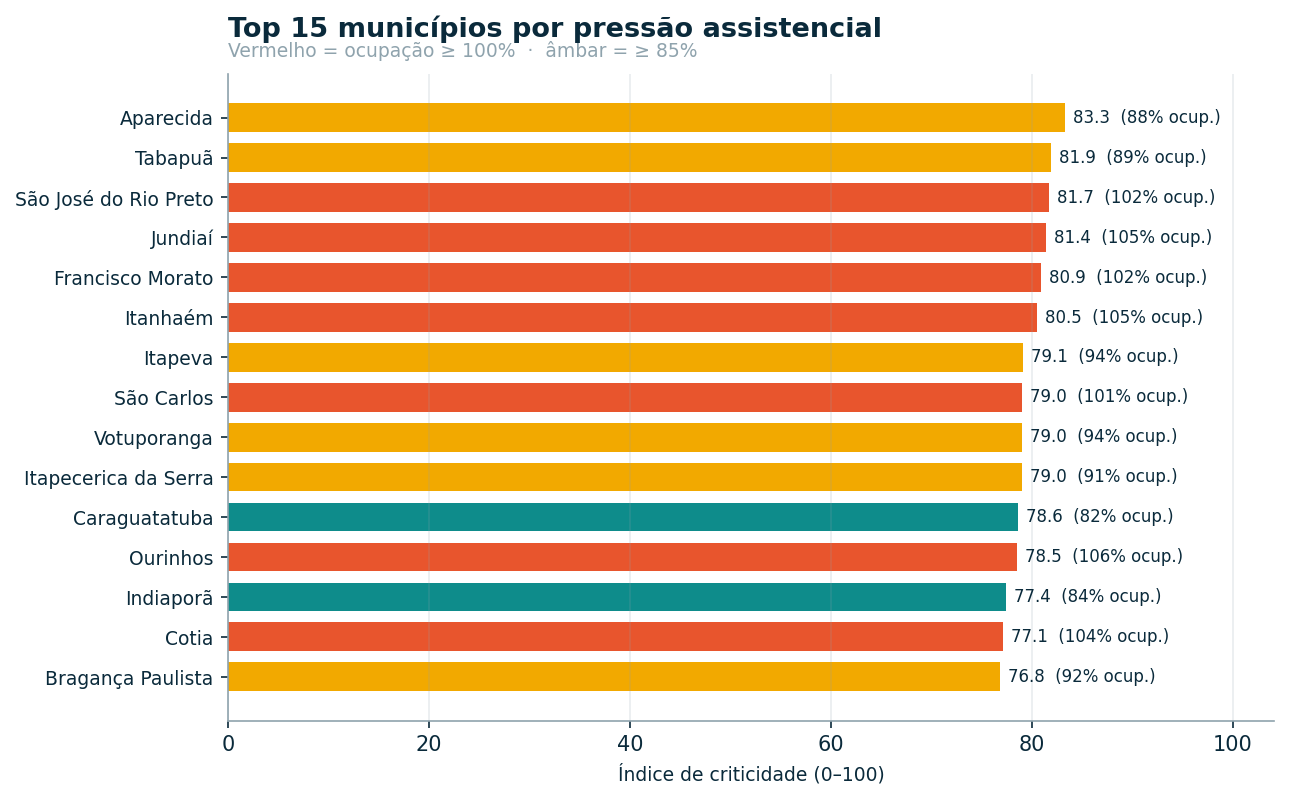 Top 15 municípios por pressão assistencial
Vermelho = ocupação ≥ 100% · âmbar = ≥ 85%
Aparecida 83.3 (88% ocup.)
Tabapuã 81.9 (89% ocup.)
São José do Rio Preto 81.7 (102% ocup.)
Jundiaí 81.4 (105% ocup.)
Francisco Morato 80.9 (102% ocup.)
Itanhaém 80.5 (105% ocup.)
Itapeva 79.1 (94% ocup.)
São Carlos 79.0 (101% ocup.)
Votuporanga 79.0 (94% ocup.)
Itapecerica da Serra 79.0 (91% ocup.)
Caraguatatuba 78.6 (82% ocup.)
Ourinhos 78.5 (106% ocup.)
Indiaporã 77.4 (84% ocup.)
Cotia 77.1 (104% ocup.)
Bragança Paulista 76.8 (92% ocup.)
0 20 40 60 80 100
Índice de criticidade (0–100)